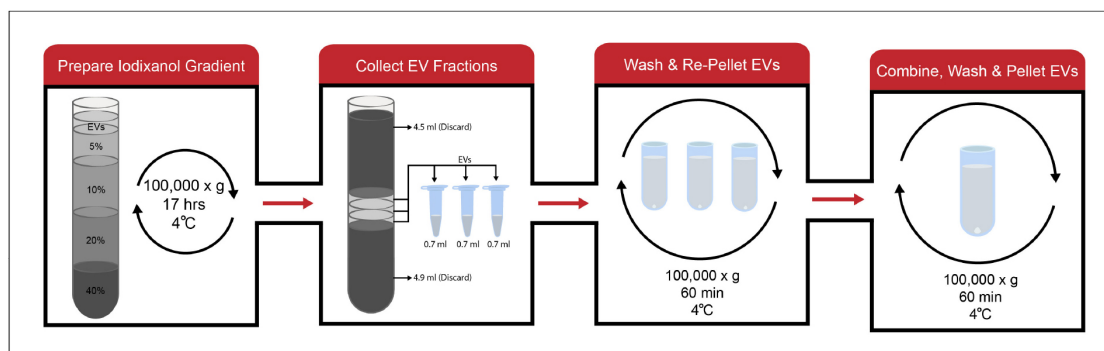 Prepare Iodixanol Gradient
EVs
5%
10%
20%
40%
100,000 x g
17 hrs
4℃
Collect EV Fractions
4.5 ml (Discard)
EVs
0.7 ml 0.7 ml 0.7 ml
4.9 ml (Discard)
Wash & Re-Pellet EVs
100,000 x g
60 min
4℃
Combine, Wash & Pellet EVs
100,000 x g
60 min
4℃